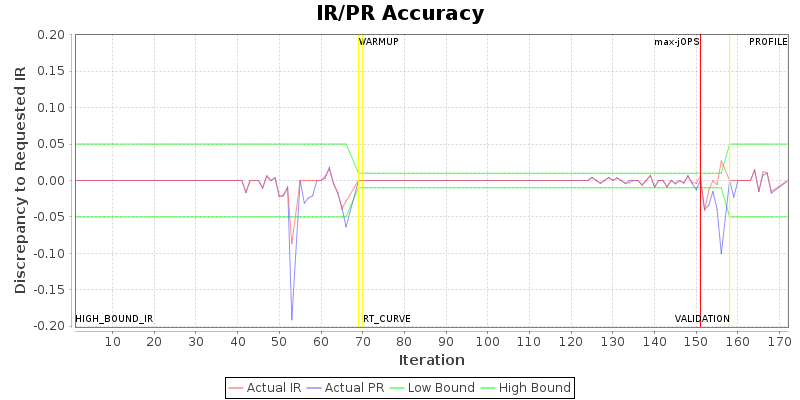 IR/PR Accuracy
Discrepancy to Requested IR
0.20
0.15
0.10
0.05
0.00
-0.05
-0.10
-0.15
-0.20
WARMUP
max-jOPS
PROFILE
HIGH_BOUND_IR
RT_CURVE
VALIDATION
10 20 30 40 50 60 70 80 90 100 110 120 130 140 150 160 170
Iteration
Actual IR Actual PR Low Bound High Bound